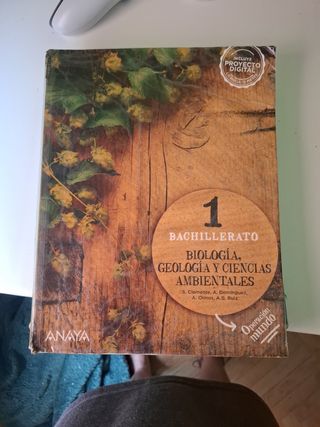 INCLUYE
PROYECTO
DIGITAL
1
BACHILLERATO
BIOLOGÍA,
GEOLOGÍA Y CIENCIAS
AMBIENTALES
S. Clemente, A. Domínguez,
A. Olmos, A.B. Ruiz
Operación
mundo
ANAYA